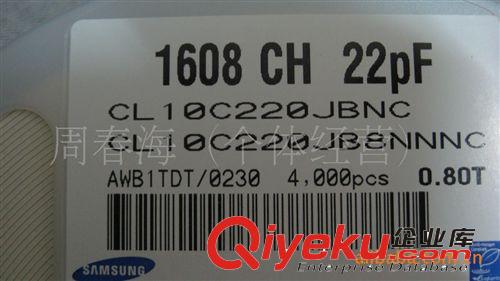 1608 CH 22pF
CL10C220JBNC
周春海（个体经营）
CL10C220JB8NNNC
AWB1TDT/0230 4,000pcs 0.80T
Qiyeku.com 企业库
Enterprise Database
SAMSUNG